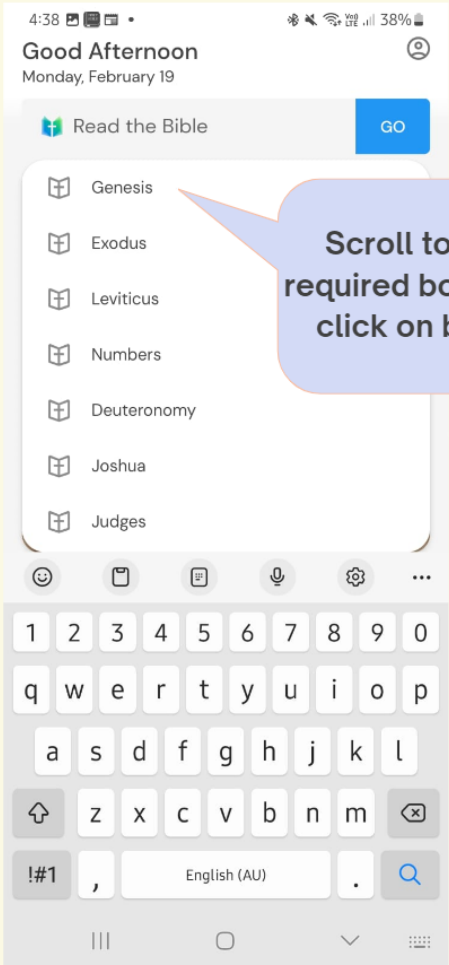 4:38 38%
Good Afternoon
Monday, February 19
Read the Bible GO
Genesis
Exodus
Scroll to
Leviticus
required bo
click on b
Numbers
Deuteronomy
Joshua
Judges
1 2 3 4 5 6 7 8 9 0
q w e r t y u i o p
a s d f g h j k l
z x c v b n m
!#1 , English (AU) .